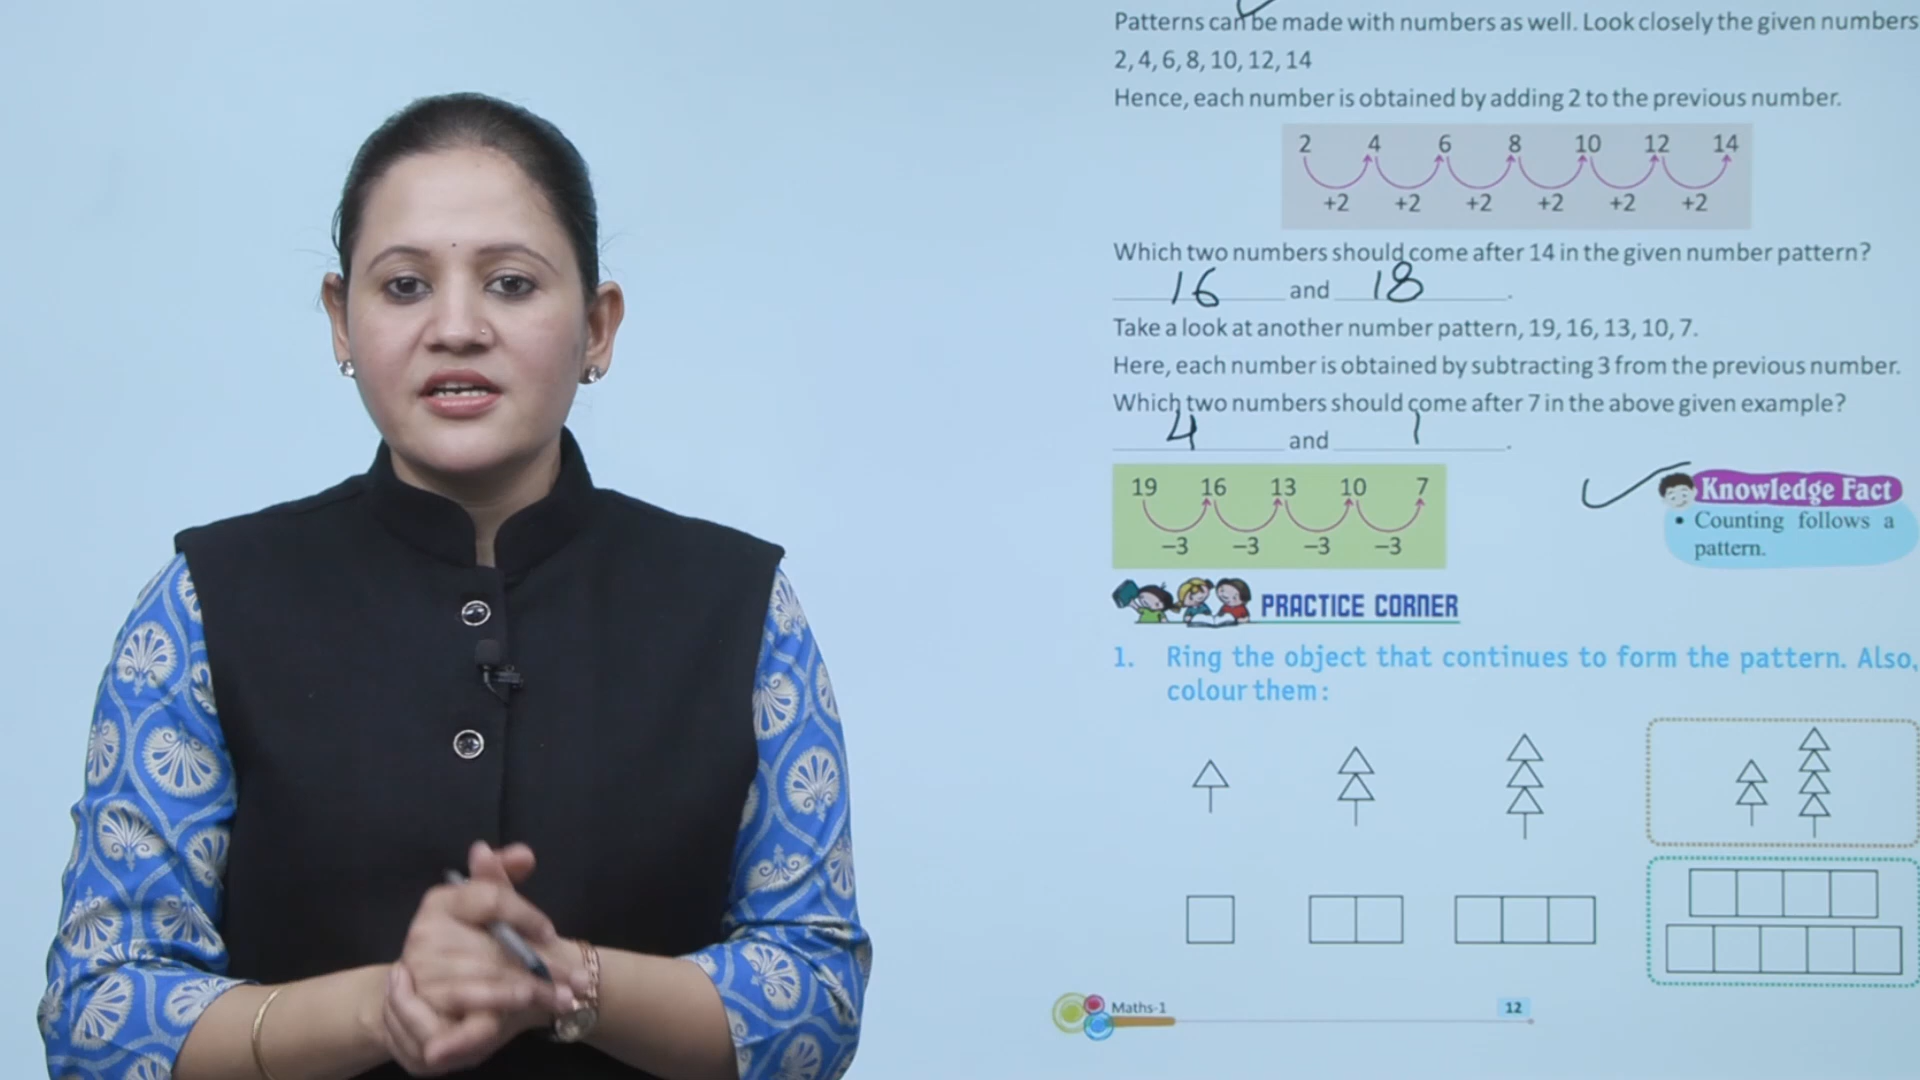 Patterns can be made with numbers as well. Look closely the given numbers
2, 4, 6, 8, 10, 12, 14
Hence, each number is obtained by adding 2 to the previous number.
2 4 6 8 10 12 14
+2 +2 +2 +2 +2 +2
Which two numbers should come after 14 in the given number pattern?
16 and 18.
Take a look at another number pattern, 19, 16, 13, 10, 7.
Here, each number is obtained by subtracting 3 from the previous number.
Which two numbers should come after 7 in the above given example?
4 and 1.
19 16 13 10 7
–3 –3 –3 –3
Knowledge Fact
• Counting follows a
pattern.
PRACTICE CORNER
1. Ring the object that continues to form the pattern. Also,
colour them:
Maths-1
12